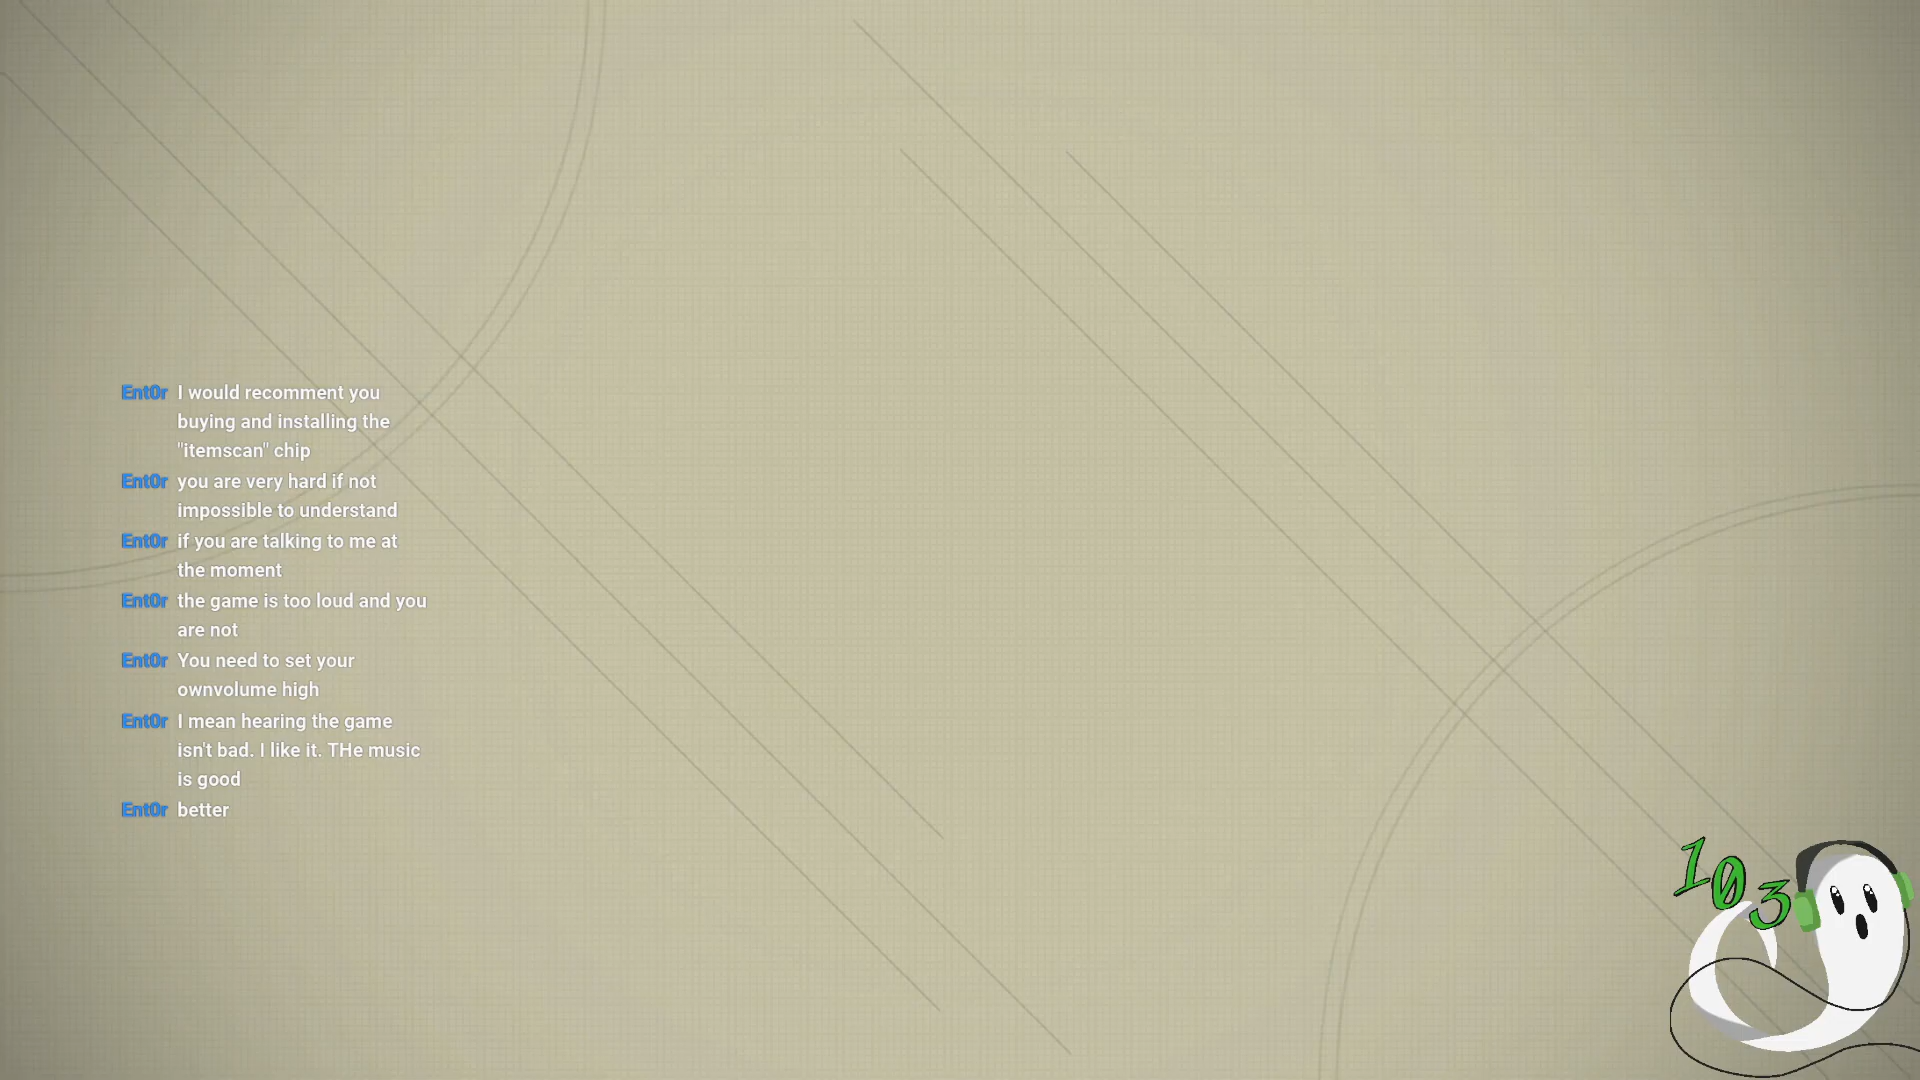 Ent0r I would recomment you
buying and installing the
"itemscan" chip
Ent0r you are very hard if not
impossible to understand
Ent0r if you are talking to me at
the moment
Ent0r the game is too loud and you
are not
Ent0r You need to set your
ownvolume high
Ent0r I mean hearing the game
isn't bad. I like it. THe music
is good
Ent0r better
103